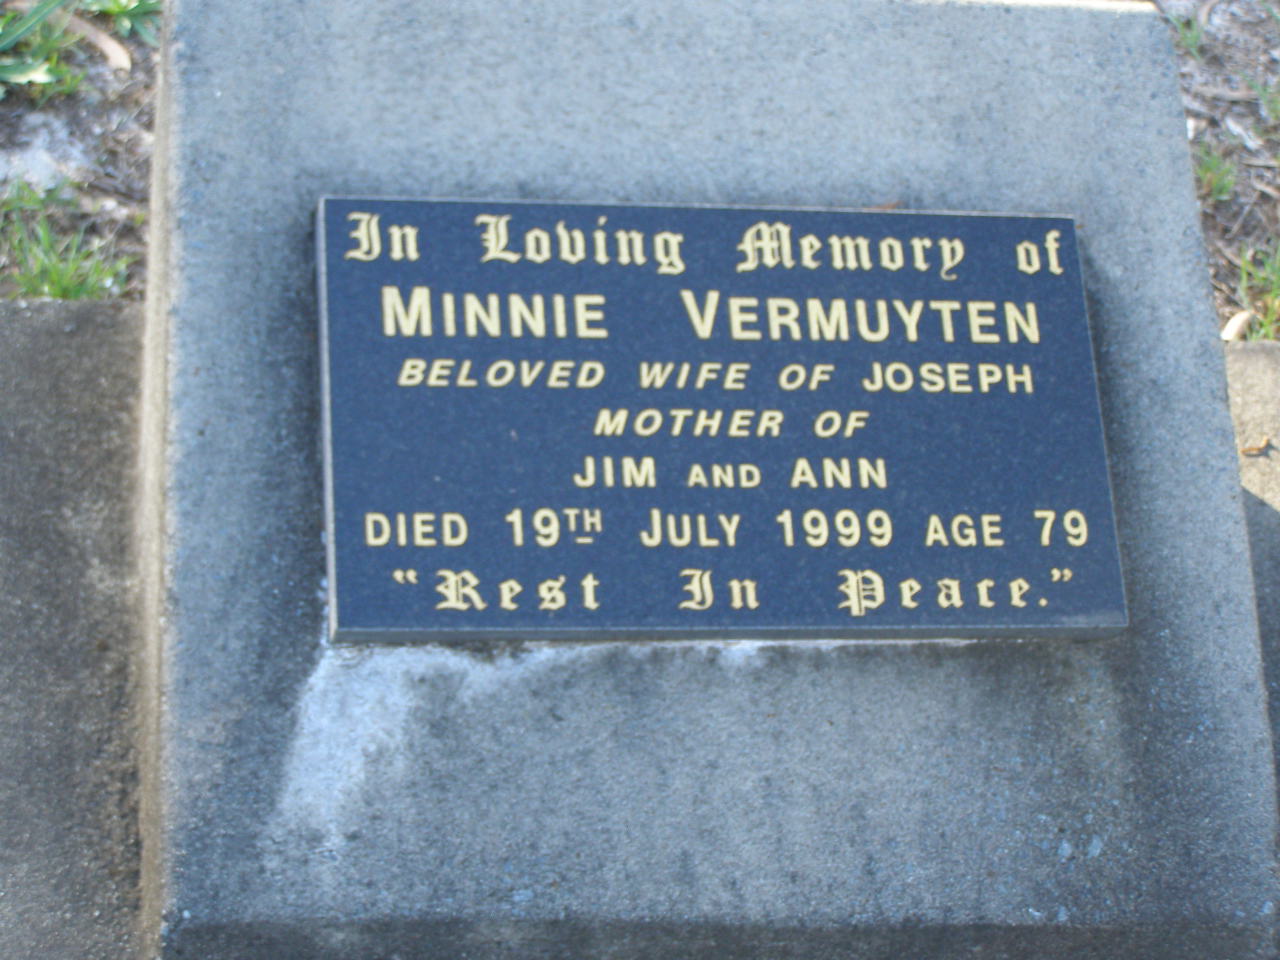 In Loving Memory of
MINNIE VERMUYTEN
BELOVED WIFE OF JOSEPH
MOTHER OF
JIM AND ANN
DIED 19TH JULY 1999 AGE 79
"Rest In Peace."